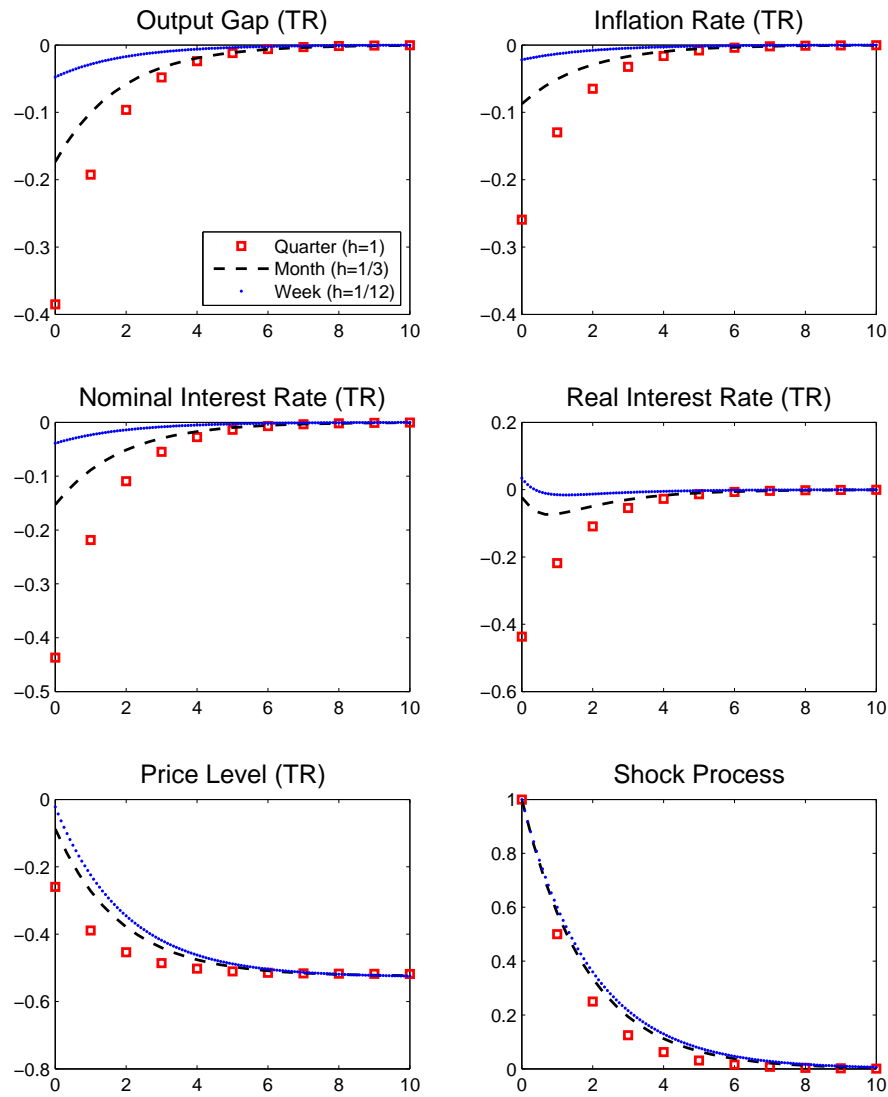 Output Gap (TR)
0
−0.1
−0.2
−0.3
−0.4
0 2 4 6 8 10
Quarter (h=1)
Month (h=1/3)
Week (h=1/12)
Inflation Rate (TR)
0
−0.1
−0.2
−0.3
−0.4
0 2 4 6 8 10
Nominal Interest Rate (TR)
0
−0.1
−0.2
−0.3
−0.4
−0.5
0 2 4 6 8 10
Real Interest Rate (TR)
0.2
0
−0.2
−0.4
−0.6
0 2 4 6 8 10
Price Level (TR)
0
−0.2
−0.4
−0.6
−0.8
0 2 4 6 8 10
Shock Process
1
0.8
0.6
0.4
0.2
0
0 2 4 6 8 10